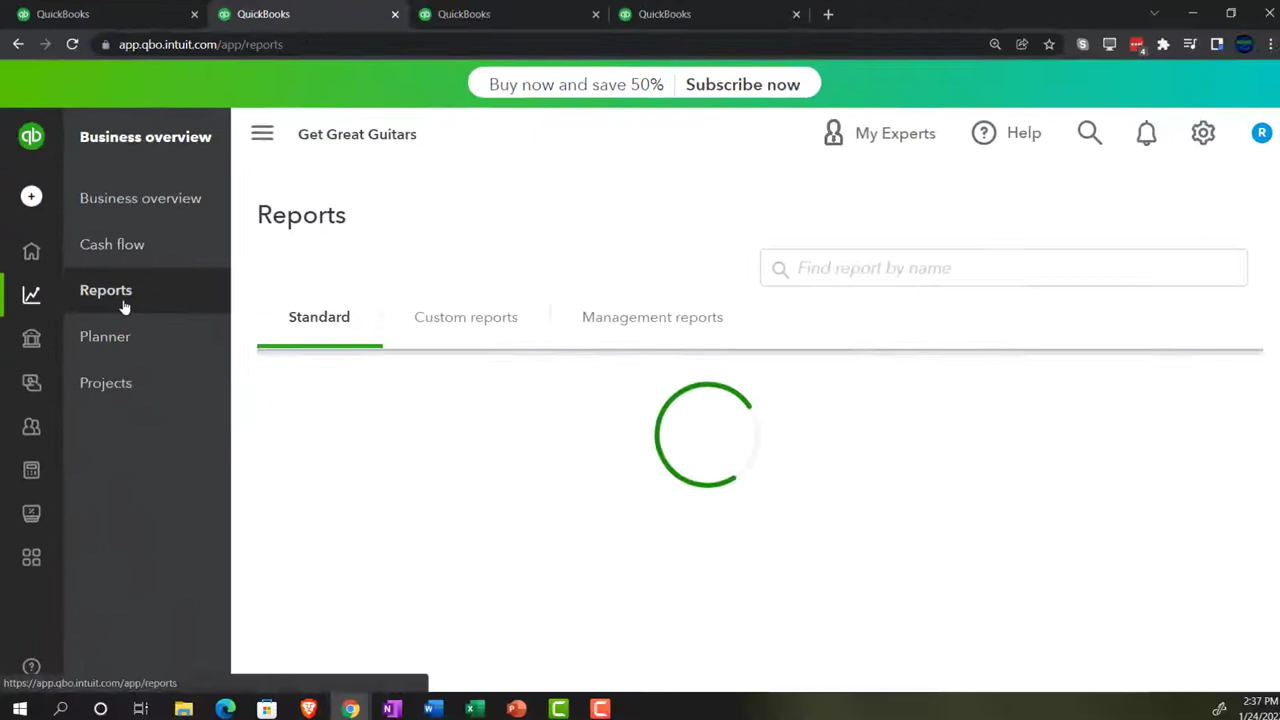 QuickBooks
QuickBooks
QuickBooks
QuickBooks
app.qbo.intuit.com/app/reports
4
Buy now and save 50%
Subscribe now
qb
Business overview
Get Great Guitars
My Experts
Help
R
Business overview
Cash flow
Reports
Planner
Projects
Reports
Find report by name
Standard
Custom reports
Management reports
https://app.qbo.intuit.com/app/reports
2:37 PM